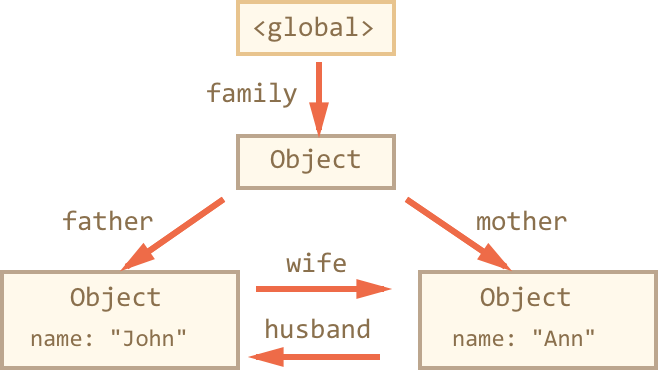 <global>
family
Object
father
mother
wife
Object
Object
name: "John"
husband
name: "Ann"